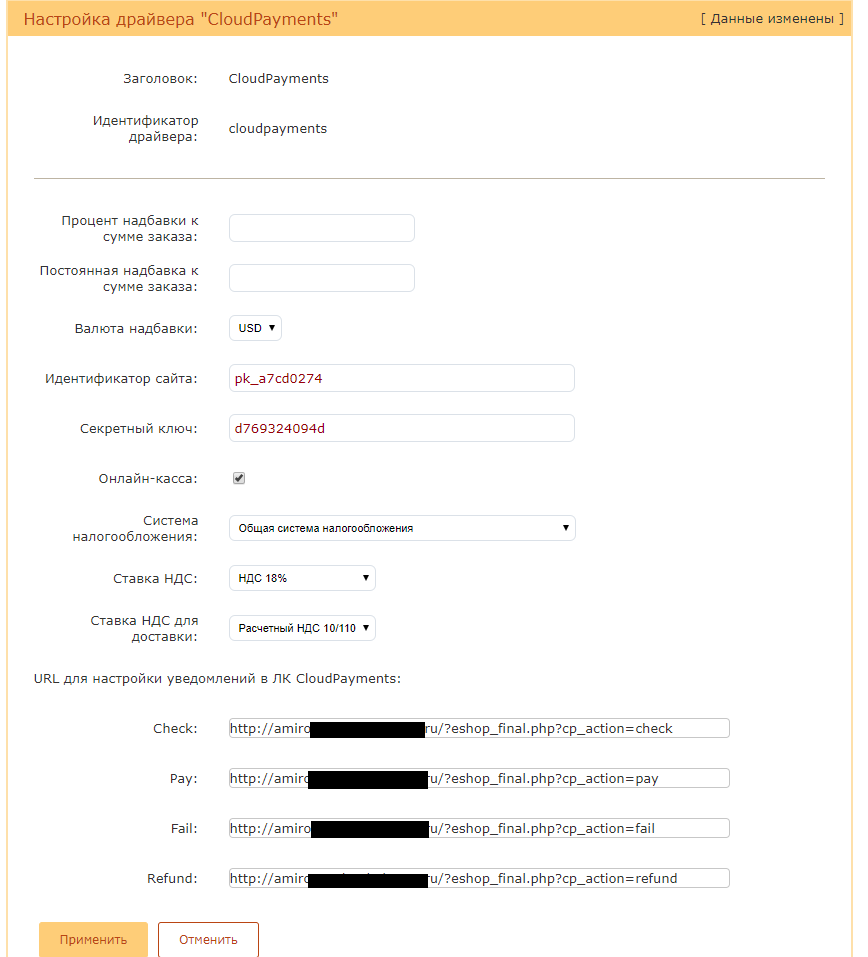 Настройка драйвера "CloudPayments"
[ Данные изменены ]
Заголовок: CloudPayments
Идентификатор
драйвера: cloudpayments
Процент надбавки к
сумме заказа:
Постоянная надбавка к
сумме заказа:
Валюта надбавки: USD
Идентификатор сайта: pk_a7cd0274
Секретный ключ: d769324094d
Онлайн-касса:
Система
налогообложения: Общая система налогообложения
Ставка НДС: НДС 18%
Ставка НДС для
доставки: Расчетный НДС 10/110
URL для настройки уведомлений в ЛК CloudPayments:
Check: http://amiro ru/?eshop_final.php?cp_action=check
Pay: http://amiro ru/?eshop_final.php?cp_action=pay
Fail: http://amiro ru/?eshop_final.php?cp_action=fail
Refund: http://amiro ru/?eshop_final.php?cp_action=refund
Применить
Отменить